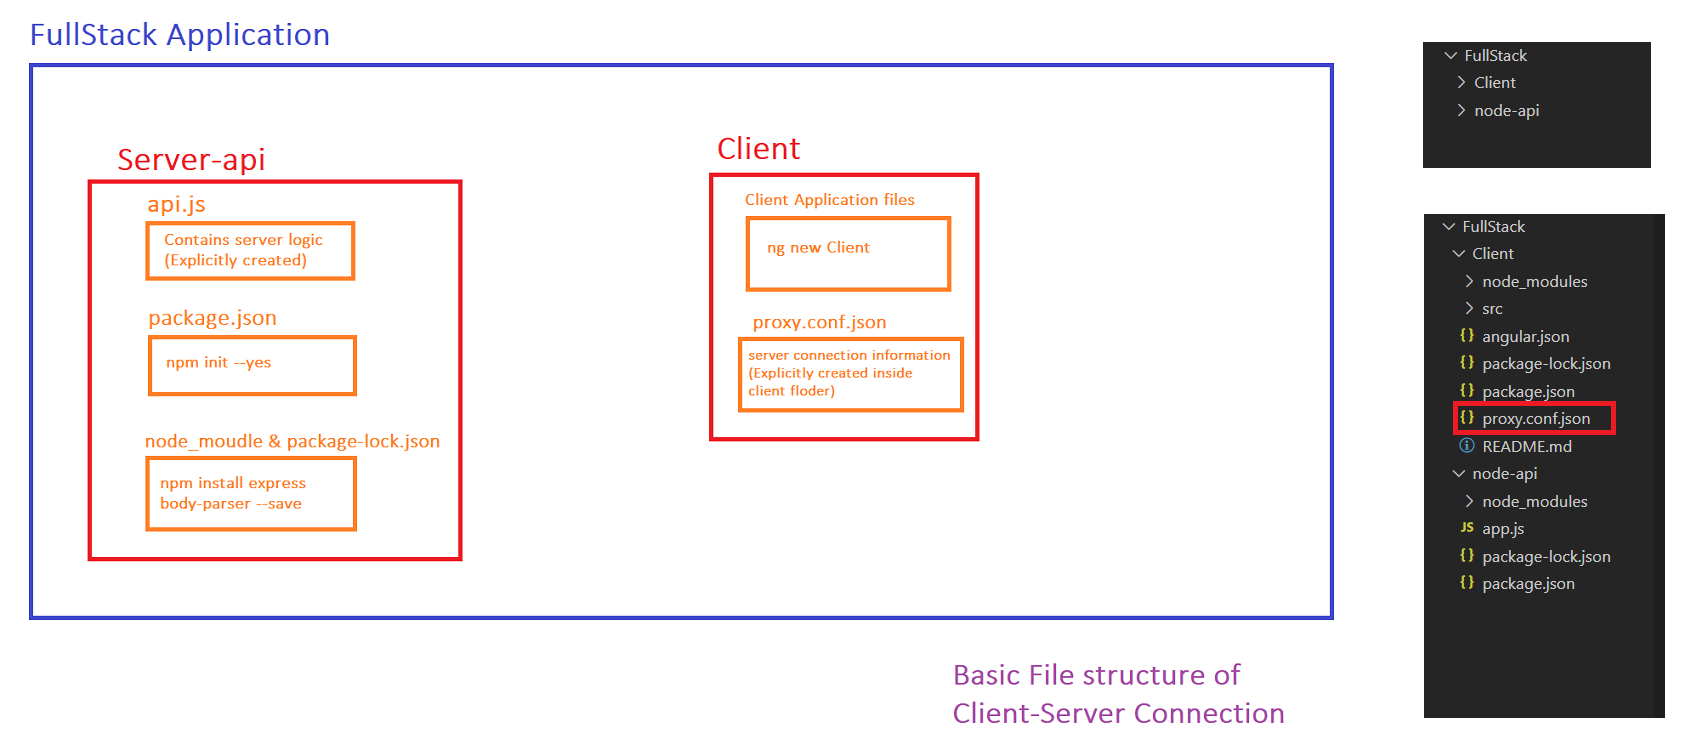 FullStack Application
Server-api
api.js
Contains server logic
(Explicitly created)
package.json
npm init --yes
node_moudle & package-lock.json
npm install express
body-parser --save
Client
Client Application files
ng new Client
proxy.conf.json
server connection information
(Explicitly created inside
client floder)
Basic File structure of
Client-Server Connection
FullStack
Client
node-api
FullStack
Client
node_modules
src
{} angular.json
{} package-lock.json
{} package.json
{} proxy.conf.json
README.md
node-api
node_modules
JS app.js
{} package-lock.json
{} package.json